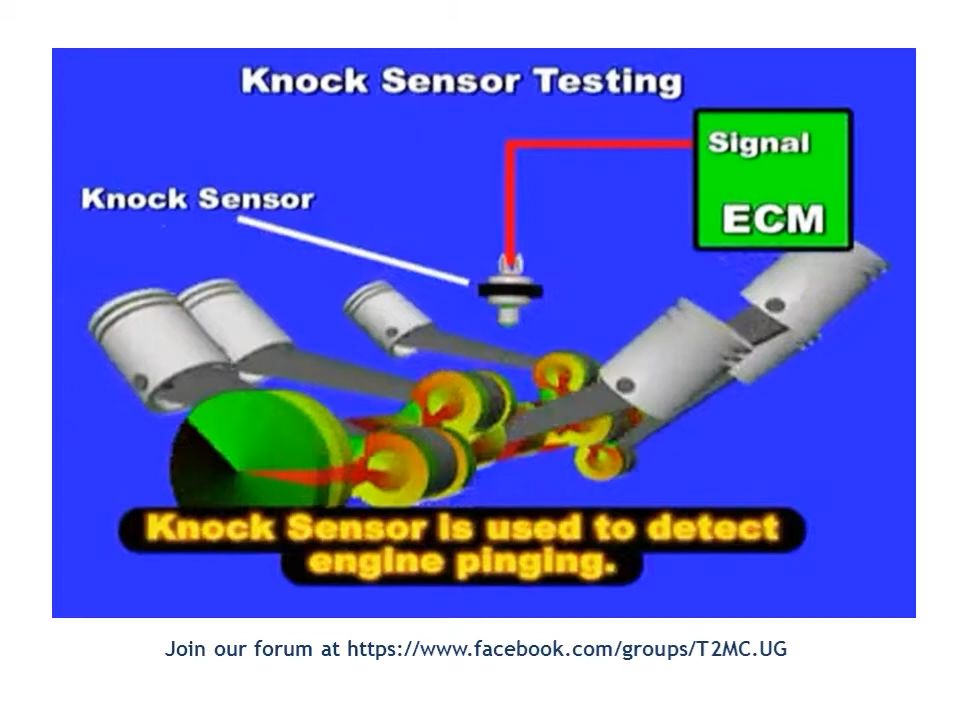 Knock Sensor Testing
Signal
ECM
Knock Sensor
Knock Sensor is used to detect
engine pinging.
Join our forum at https://www.facebook.com/groups/T2MC.UG